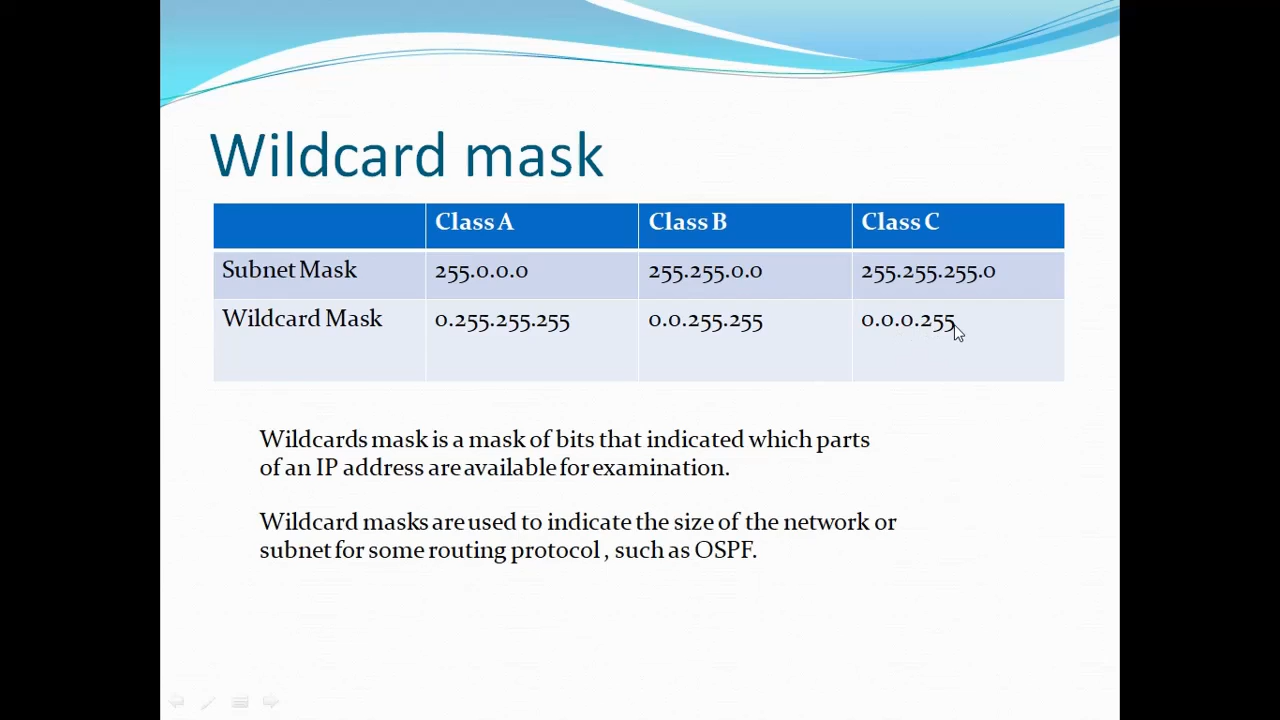 Wildcard mask
Class A Class B Class C
Subnet Mask 255.0.0.0 255.255.0.0 255.255.255.0
Wildcard Mask 0.255.255.255 0.0.255.255 0.0.0.255
Wildcards mask is a mask of bits that indicated which parts
of an IP address are available for examination.
Wildcard masks are used to indicate the size of the network or
subnet for some routing protocol , such as OSPF.